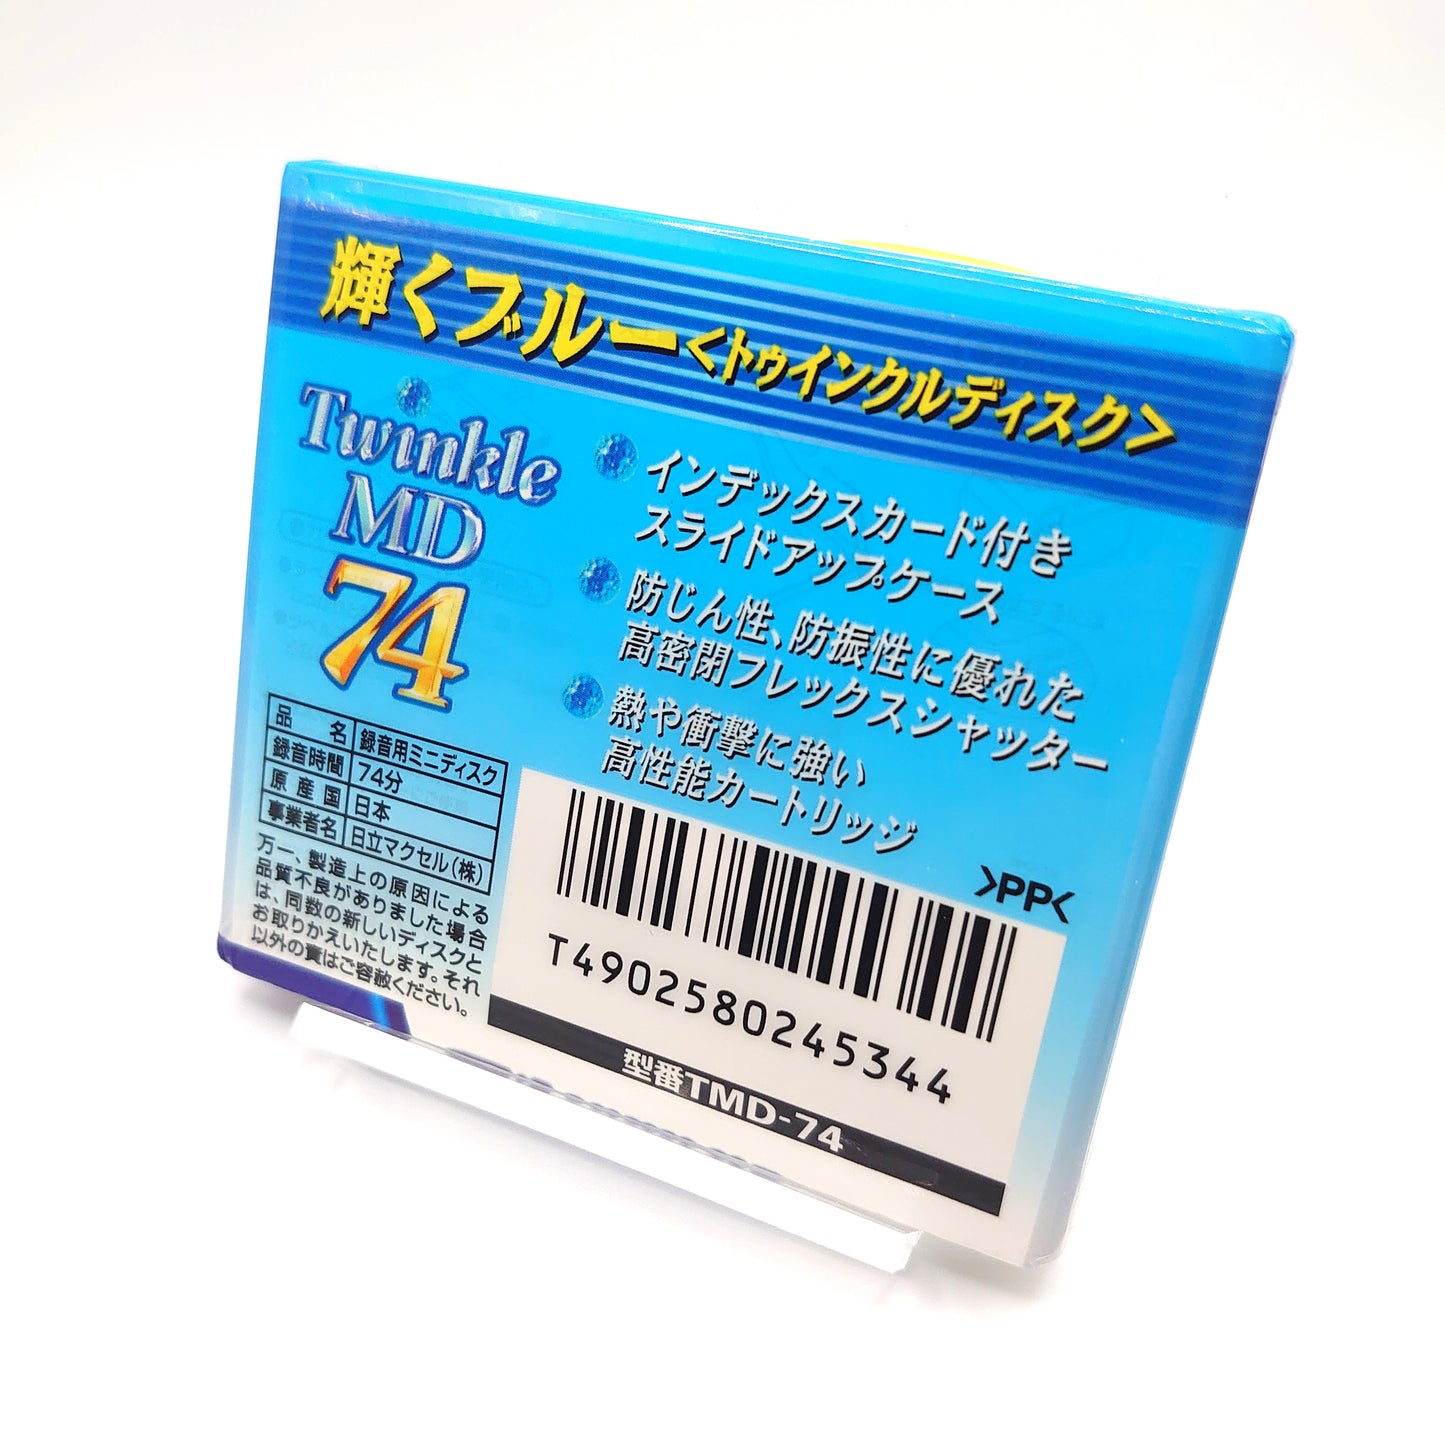 輝くブルー<トゥインクルディスク>
Twinkle
MD
74
インデックスカード付き
スライドアップケース
防じん性、防振性に優れた
高密閉フレックスシャッター
熱や衝撃に強い
高性能カートリッジ
品名 録音用ミニディスク
録音時間 74分
原産国 日本
事業者名 日立マクセル(株)
万一、製造上の原因による
品質不良がありました場合
は、同数の新しいディスクと
お取りかえいたします。それ
以外の責はご容赦ください。
>PP<
T4902580245344
型番TMD-74